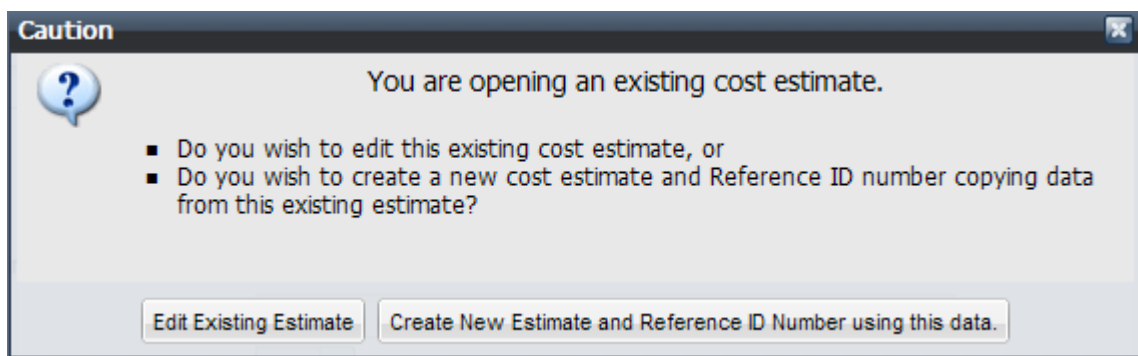 Caution
You are opening an existing cost estimate.
▪ Do you wish to edit this existing cost estimate, or
▪ Do you wish to create a new cost estimate and Reference ID number copying data
from this existing estimate?
Edit Existing Estimate
Create New Estimate and Reference ID Number using this data.